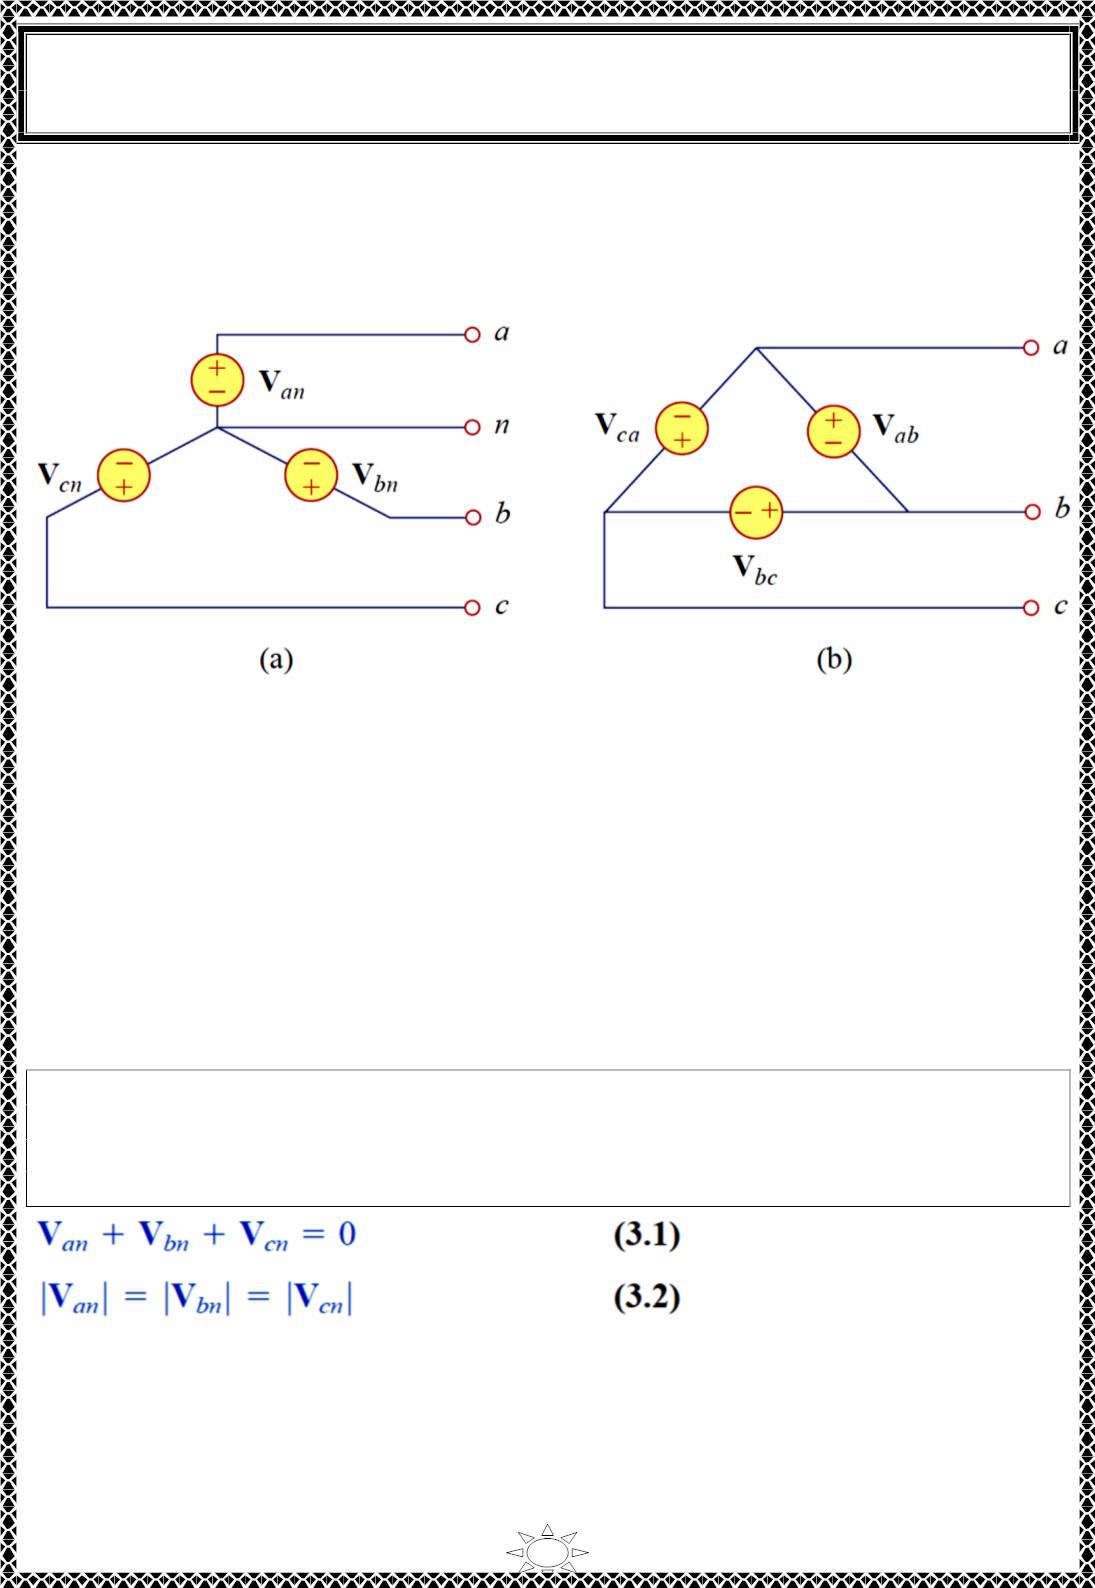 a
+
−
V_an
n
V_cn
−
+
−
+
V_bn
b
c
(a)
a
V_ca
−
+
+
−
V_ab
− +
b
V_bc
c
(b)
V_an + V_bn + V_cn = 0 (3.1)
|V_an| = |V_bn| = |V_cn| (3.2)